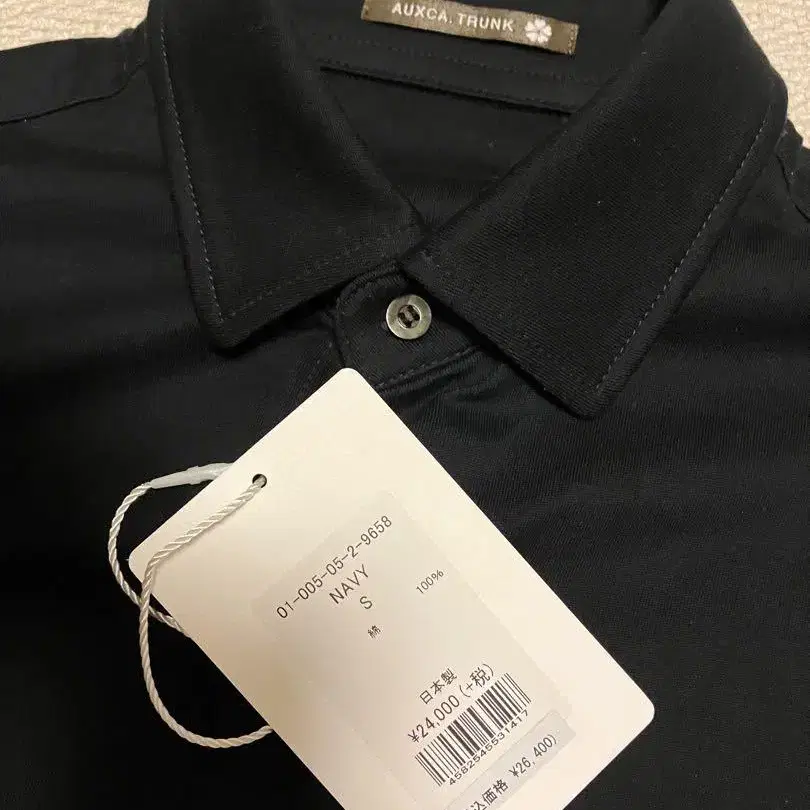 AUXCA. TRUNK
01-005-05-2-9658
NAVY
S
綿 100%
日本製
¥24,000 (+税)
4582545531417
込価格 ¥26,400)